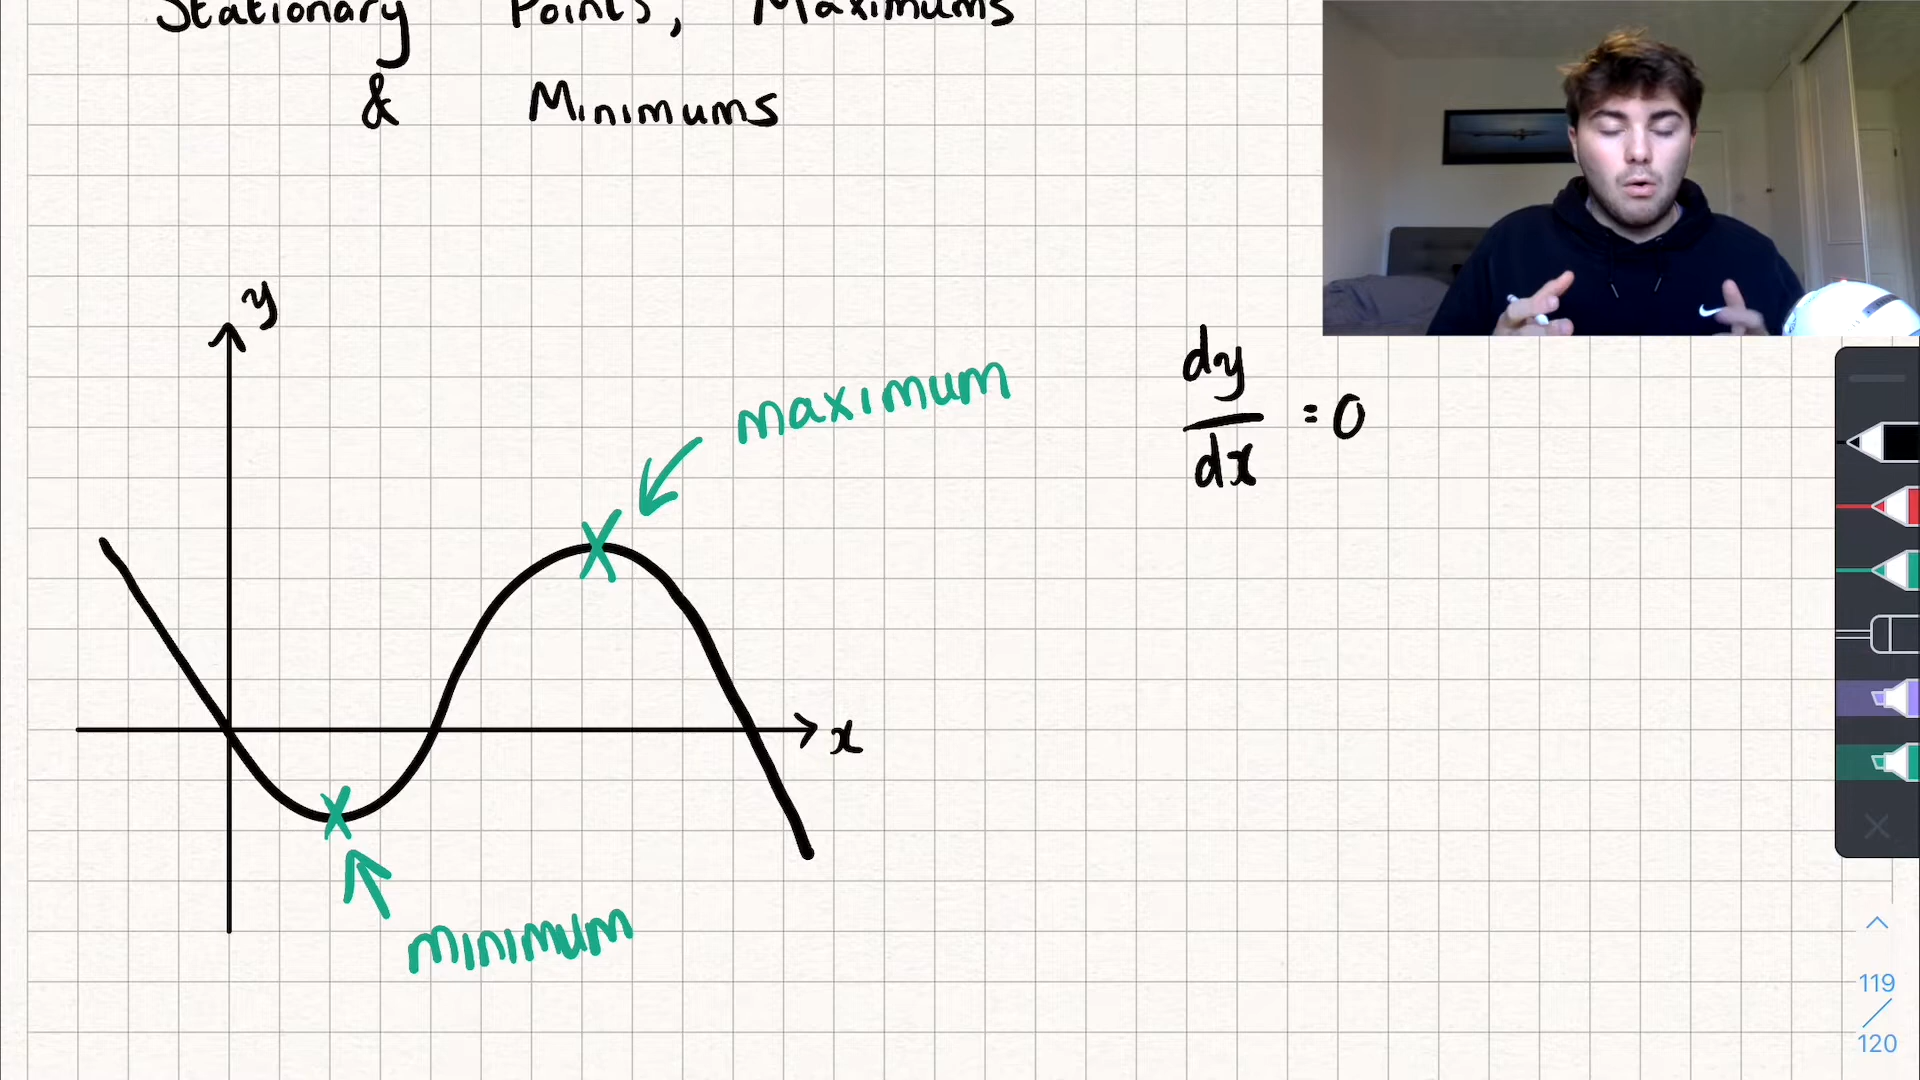 Stationary Points, Maximums
& Minimums
y
maximum
dy
dx
=0
x
minimum
119
120